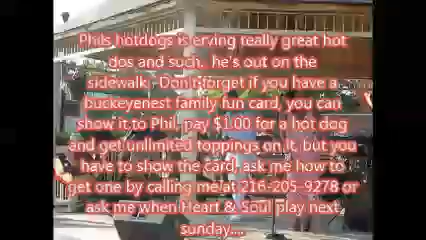 Phils hotdogs is erving really great hot
dos and such.. he's out on the
sidewalk - Don't forget if you have a
buckeyenest family fun card, you can
show it to Phil, pay $1.00 for a hot dog
and get unlimited toppings on it, but you
have to show the card, ask me how to
get one by calling me at 216-205-9278 or
ask me when Heart & Soul play next
sunday....